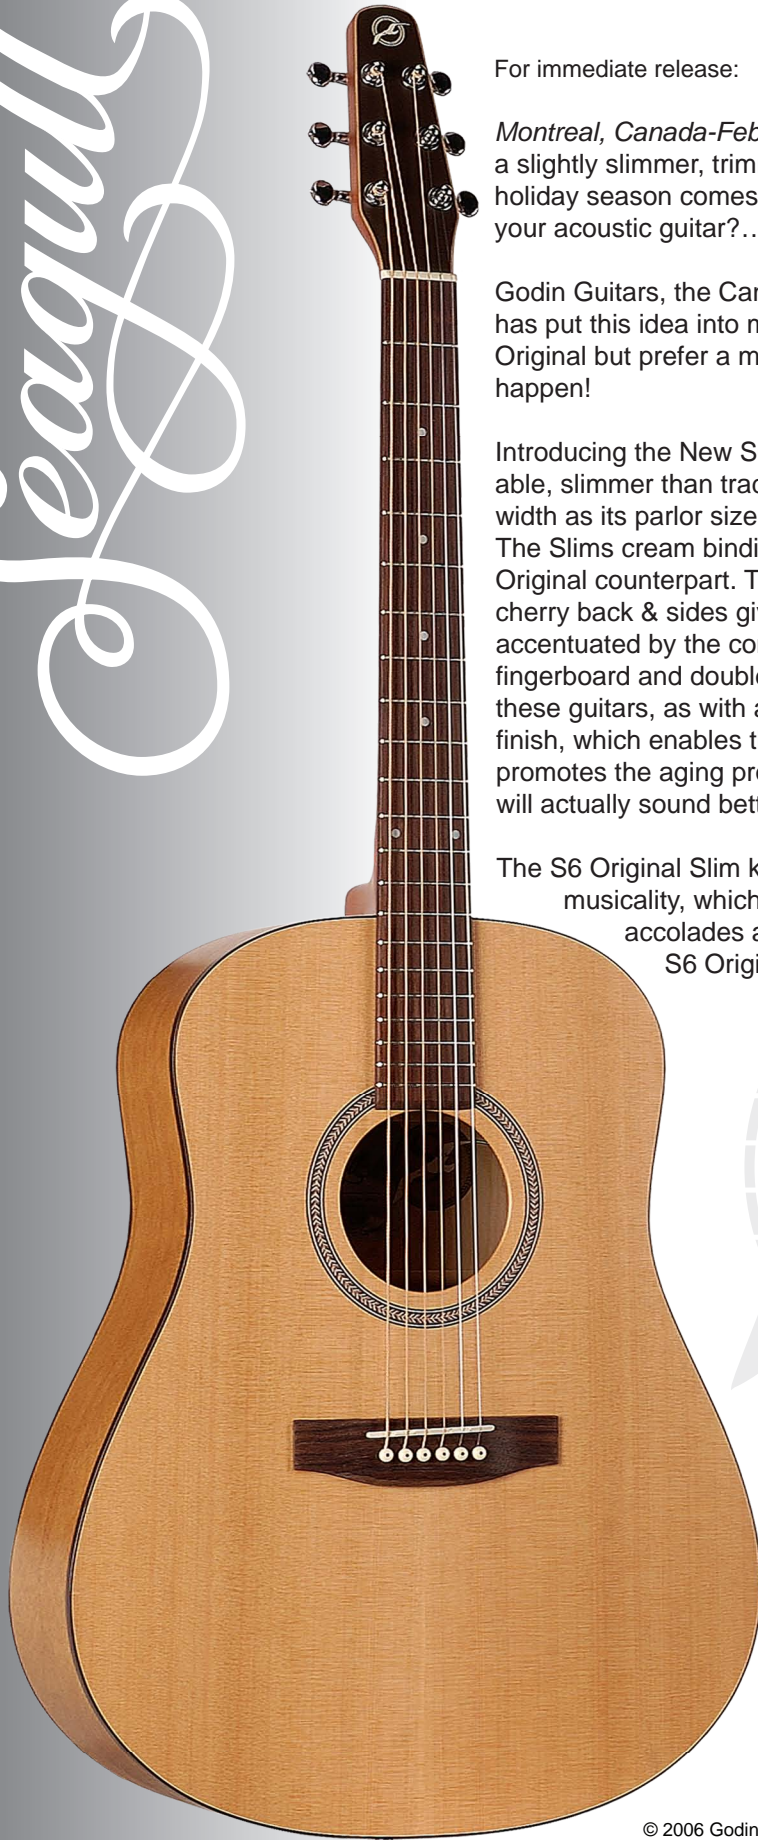 Seagull
For immediate release:
Montreal, Canada-Feb
a slightly slimmer, trim
holiday season comes
your acoustic guitar?..
Godin Guitars, the Can
has put this idea into m
Original but prefer a m
happen!
Introducing the New S
able, slimmer than trad
width as its parlor size
The Slims cream bindi
Original counterpart. T
cherry back & sides giv
accentuated by the con
fingerboard and double
these guitars, as with a
finish, which enables t
promotes the aging pro
will actually sound bett
The S6 Original Slim k
musicality, which
accolades a
S6 Origi
© 2006 Godin